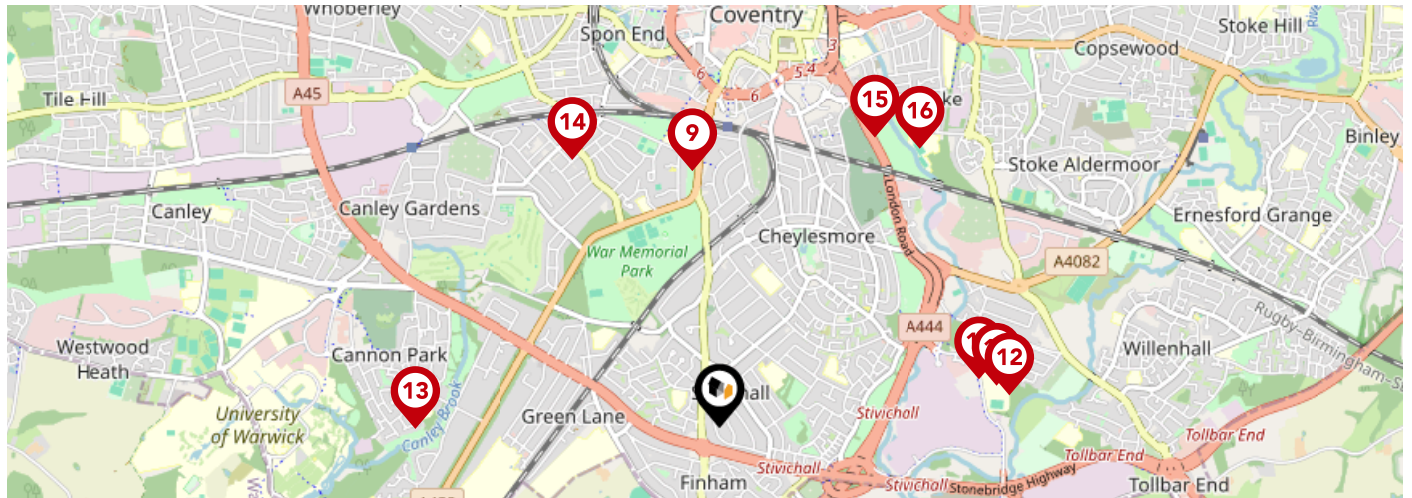 Whoberley
Coventry
Spon End
Stoke Hill
Copsewood
3
5 4
6
6
A45
Tile Hill
15
16
14
9
Binley
Stoke Aldermoor
Canley
Canley Gardens
London Road
Ernesford Grange
War Memorial
Park
Cheylesmore
A4082
A444
Rugby-Birmingham-S
Westwood
Heath
Cannon Park
12
Willenhall
13
University
of Warwick
Canley Brook
Green Lane
Stivichall
Tollbar End
Tollbar End
Stivichall
Finham
Stivichall
Stonebridge Highway
Tollbar End